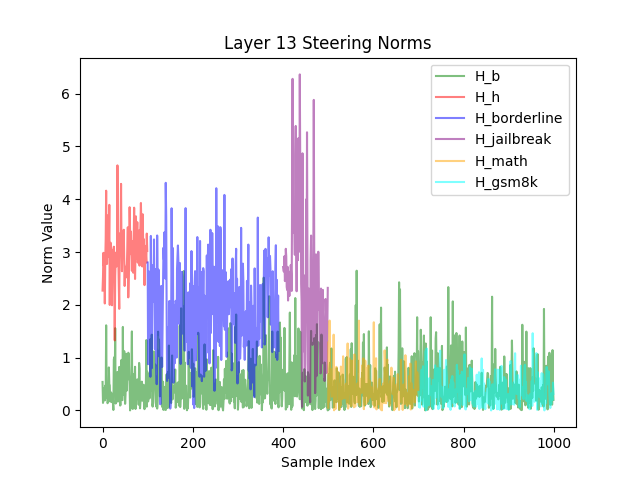 Layer 13 Steering Norms
H_b
H_h
H_borderline
H_jailbreak
H_math
H_gsm8k
Norm Value
6
5
4
3
2
1
0
0 200 400 600 800 1000
Sample Index